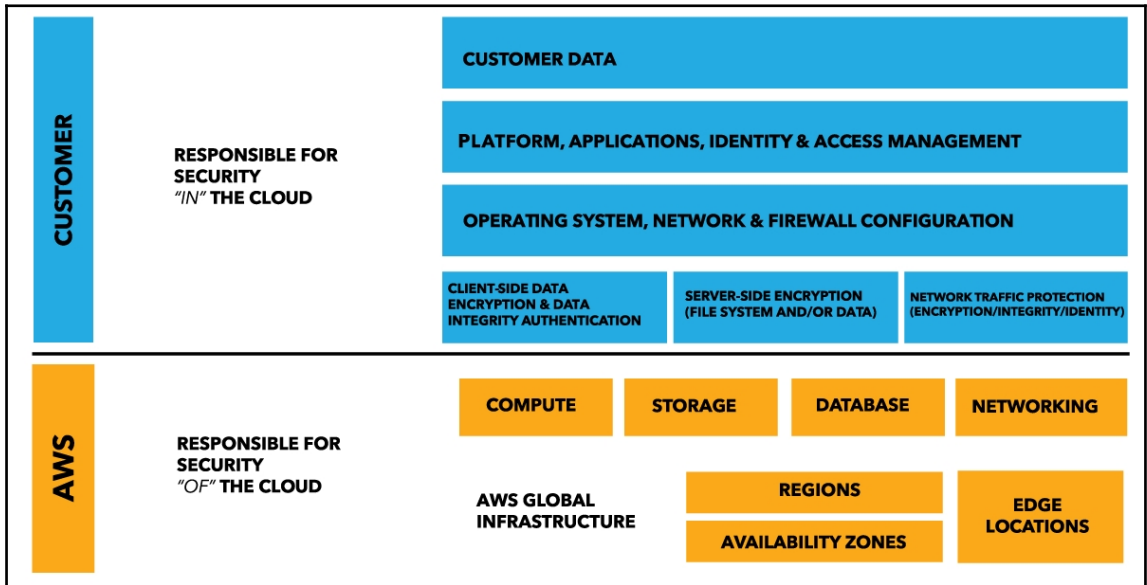 CUSTOMER
RESPONSIBLE FOR
SECURITY
“IN” THE CLOUD
CUSTOMER DATA
PLATFORM, APPLICATIONS, IDENTITY & ACCESS MANAGEMENT
OPERATING SYSTEM, NETWORK & FIREWALL CONFIGURATION
CLIENT-SIDE DATA
ENCRYPTION & DATA
INTEGRITY AUTHENTICATION
SERVER-SIDE ENCRYPTION
(FILE SYSTEM AND/OR DATA)
NETWORK TRAFFIC PROTECTION
(ENCRYPTION/INTEGRITY/IDENTITY)
AWS
RESPONSIBLE FOR
SECURITY
“OF” THE CLOUD
COMPUTE
STORAGE
DATABASE
NETWORKING
AWS GLOBAL
INFRASTRUCTURE
REGIONS
AVAILABILITY ZONES
EDGE
LOCATIONS